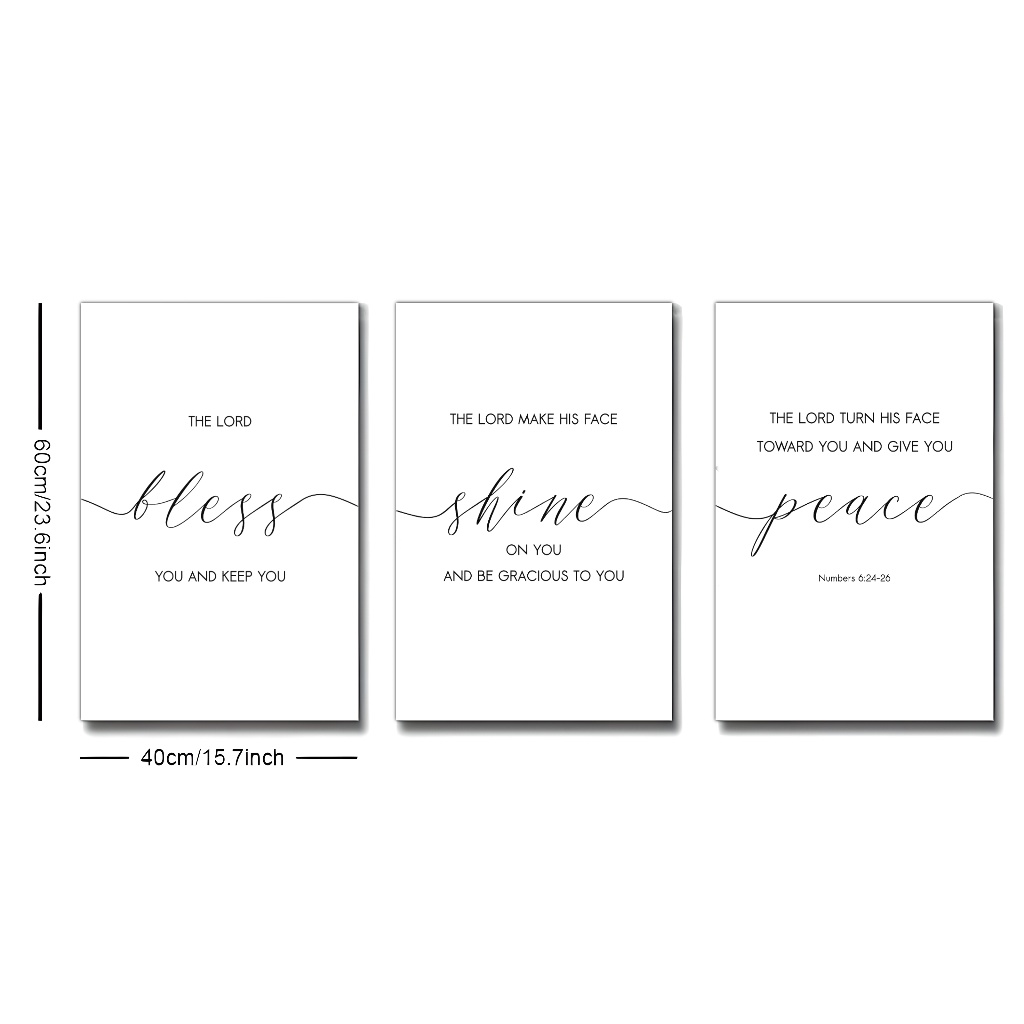 THE LORD
bless
YOU AND KEEP YOU
THE LORD MAKE HIS FACE
shine
ON YOU
AND BE GRACIOUS TO YOU
THE LORD TURN HIS FACE
TOWARD YOU AND GIVE YOU
peace
Numbers 6:24-26
60cm/23.6inch
40cm/15.7inch